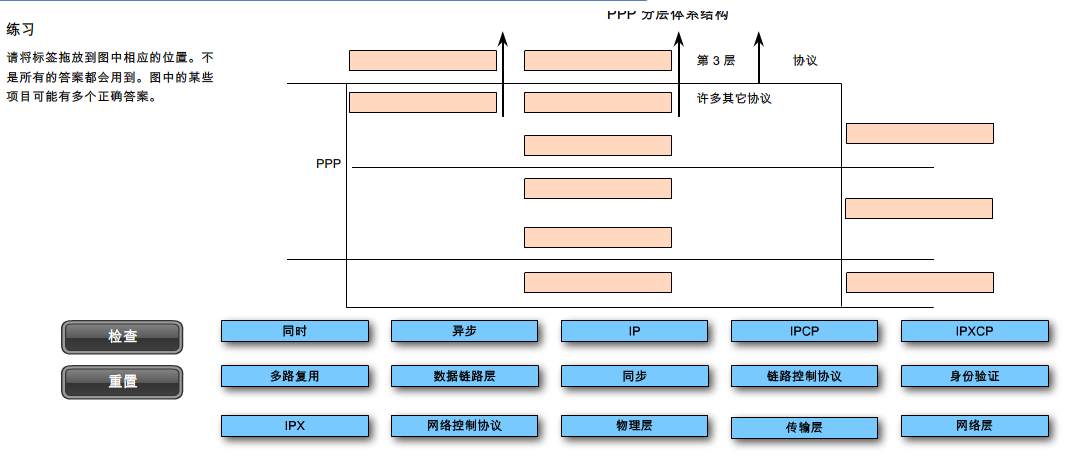 PPP 分层体系结构
练习
请将标签拖放到图中相应的位置。不
是所有的答案都会用到。图中的某些
项目可能有多个正确答案。
第 3 层
协议
许多其它协议
PPP
检查
重置
同时
异步
IP
IPCP
IPXCP
多路复用
数据链路层
同步
链路控制协议
身份验证
IPX
网络控制协议
物理层
传输层
网络层